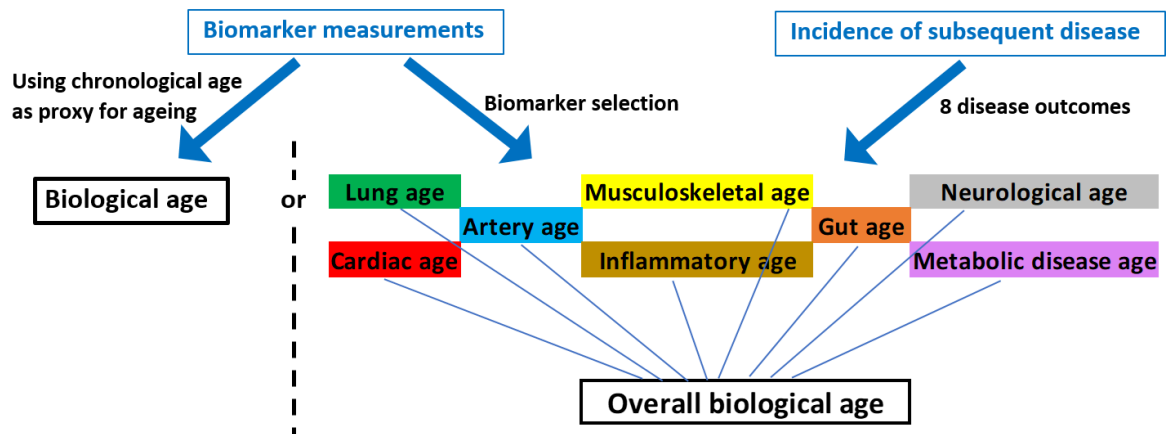 Biomarker measurements
Incidence of subsequent disease
Using chronological age
as proxy for ageing
Biomarker selection
8 disease outcomes
Biological age
or
Lung age
Musculoskeletal age
Neurological age
Artery age
Gut age
Cardiac age
Inflammatory age
Metabolic disease age
Overall biological age